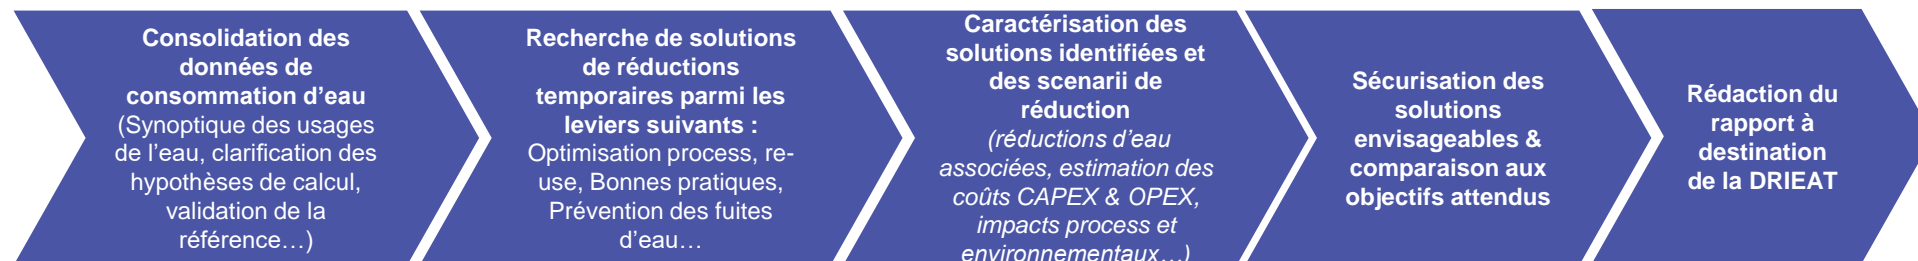 Consolidation des
données de
consommation d’eau
(Synoptique des usages
de l’eau, clarification des
hypothèses de calcul,
validation de la
référence…)
Recherche de solutions
de réductions
temporaires parmi les
leviers suivants :
Optimisation process, re-
use, Bonnes pratiques,
Prévention des fuites
d’eau…
Caractérisation des
solutions identifiées et
des scenarii de
réduction
(réductions d’eau
associées, estimation des
coûts CAPEX & OPEX,
impacts process et
environnementaux…)
Sécurisation des
solutions
envisageables &
comparaison aux
objectifs attendus
Rédaction du
rapport à
destination
de la DRIEAT